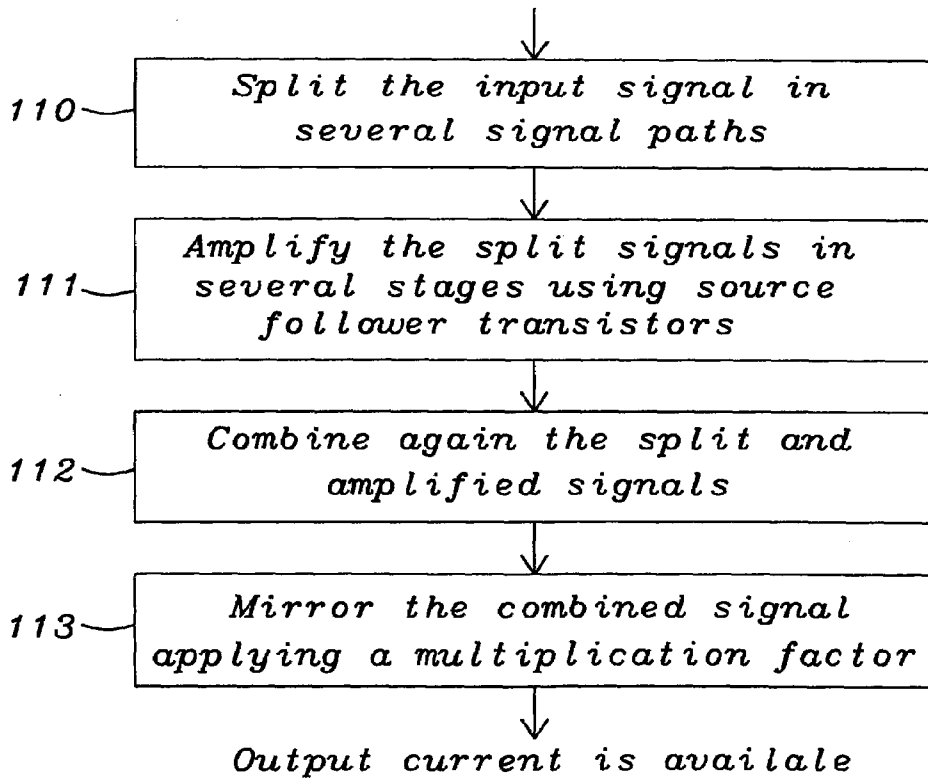 110
Split the input signal in
several signal paths
111
Amplify the split signals in
several stages using source
follower transistors
112
Combine again the split and
amplified signals
113
Mirror the combined signal
applying a multiplication factor
Output current is availale